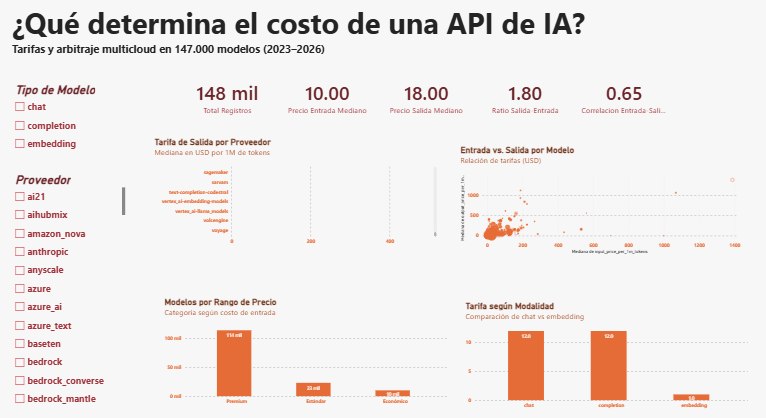 ¿Qué determina el costo de una API de IA?
Tarifas y arbitraje multicloud en 147.000 modelos (2023–2026)
Tipo de Modelo
chat
completion
embedding
Proveedor
ai21
aihubmix
amazon_nova
anthropic
anyscale
azure
azure_ai
azure_text
baseten
bedrock
bedrock_converse
bedrock_mantle
148 mil
Total Registros
10.00
Precio Entrada Mediano
18.00
Precio Salida Mediano
1.80
Ratio Salida Entrada
0.65
Correlacion Entrada Sali...
Tarifa de Salida por Proveedor
Mediana en USD por 1M de tokens
sagemaker
sarvam
text-completion-codestral
vertex_ai-embedding-models
vertex_ai-llama_models
volcengine
voyage
0 200 400
Entrada vs. Salida por Modelo
Relación de tarifas (USD)
1000
500
0
0 200 400 600 800 1000 1200 1400
Mediana de input_price_per_1m_tokens
Modelos por Rango de Precio
Categoría según costo de entrada
100 mil
50 mil
0 mil
114 mil
23 mil
Premium Estándar Económico
Tarifa según Modalidad
Comparación de chat vs embedding
10
5
0
12.0 12.0
chat completion embedding